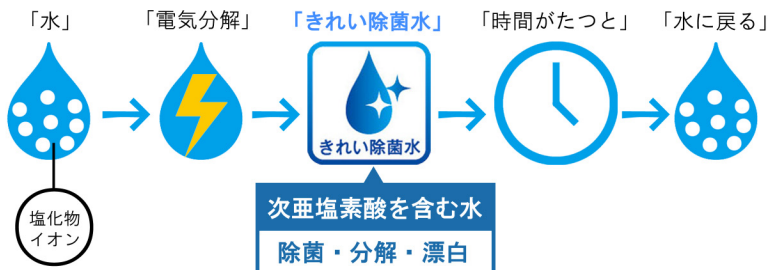 「水」
「電気分解」
「きれい除菌水」
「時間がたつと」
「水に戻る」
きれい除菌水
塩化物
イオン
次亜塩素酸を含む水
除菌・分解・漂白